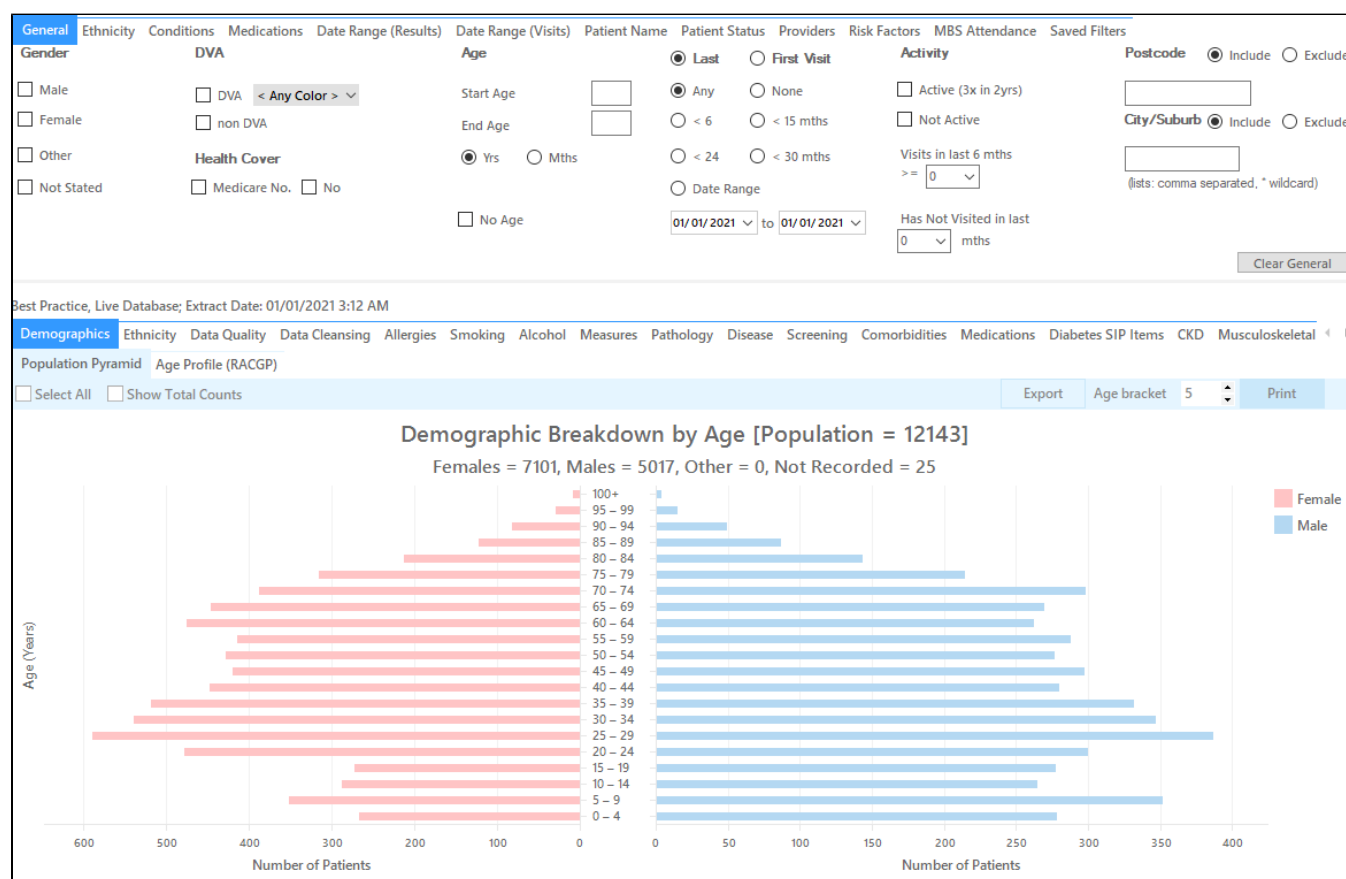 General Ethnicity Conditions Medications Date Range (Results) Date Range (Visits) Patient Name Patient Status Providers Risk Factors MBS Attendance Saved Filters
Gender DVA Age Last First Visit Activity Postcode Include Exclude
Male DVA < Any Color > Start Age Any None Active (3x in 2yrs)
Female non DVA End Age < 6 < 15 mths Not Active City/Suburb Include Exclude
Other Health Cover Yrs Mths < 24 < 30 mths Visits in last 6 mths
>= 0
Not Stated Medicare No. No Date Range (lists: comma separated, * wildcard)
No Age 01/01/2021 to 01/01/2021 Has Not Visited in last
0 mths
Clear General
Best Practice, Live Database; Extract Date: 01/01/2021 3:12 AM
Demographics Ethnicity Data Quality Data Cleansing Allergies Smoking Alcohol Measures Pathology Disease Screening Comorbidities Medications Diabetes SIP Items CKD Musculoskeletal
Population Pyramid Age Profile (RACGP)
Select All Show Total Counts Export Age bracket 5 Print
Demographic Breakdown by Age [Population = 12143]
Females = 7101, Males = 5017, Other = 0, Not Recorded = 25
100+ Female
95 – 99
90 – 94 Male
85 – 89
80 – 84
75 – 79
70 – 74
65 – 69
60 – 64
55 – 59
50 – 54
45 – 49
40 – 44
35 – 39
30 – 34
25 – 29
20 – 24
15 – 19
10 – 14
5 – 9
0 – 4
Age (Years)
600 500 400 300 200 100 0 0 50 100 150 200 250 300 350 400
Number of Patients Number of Patients